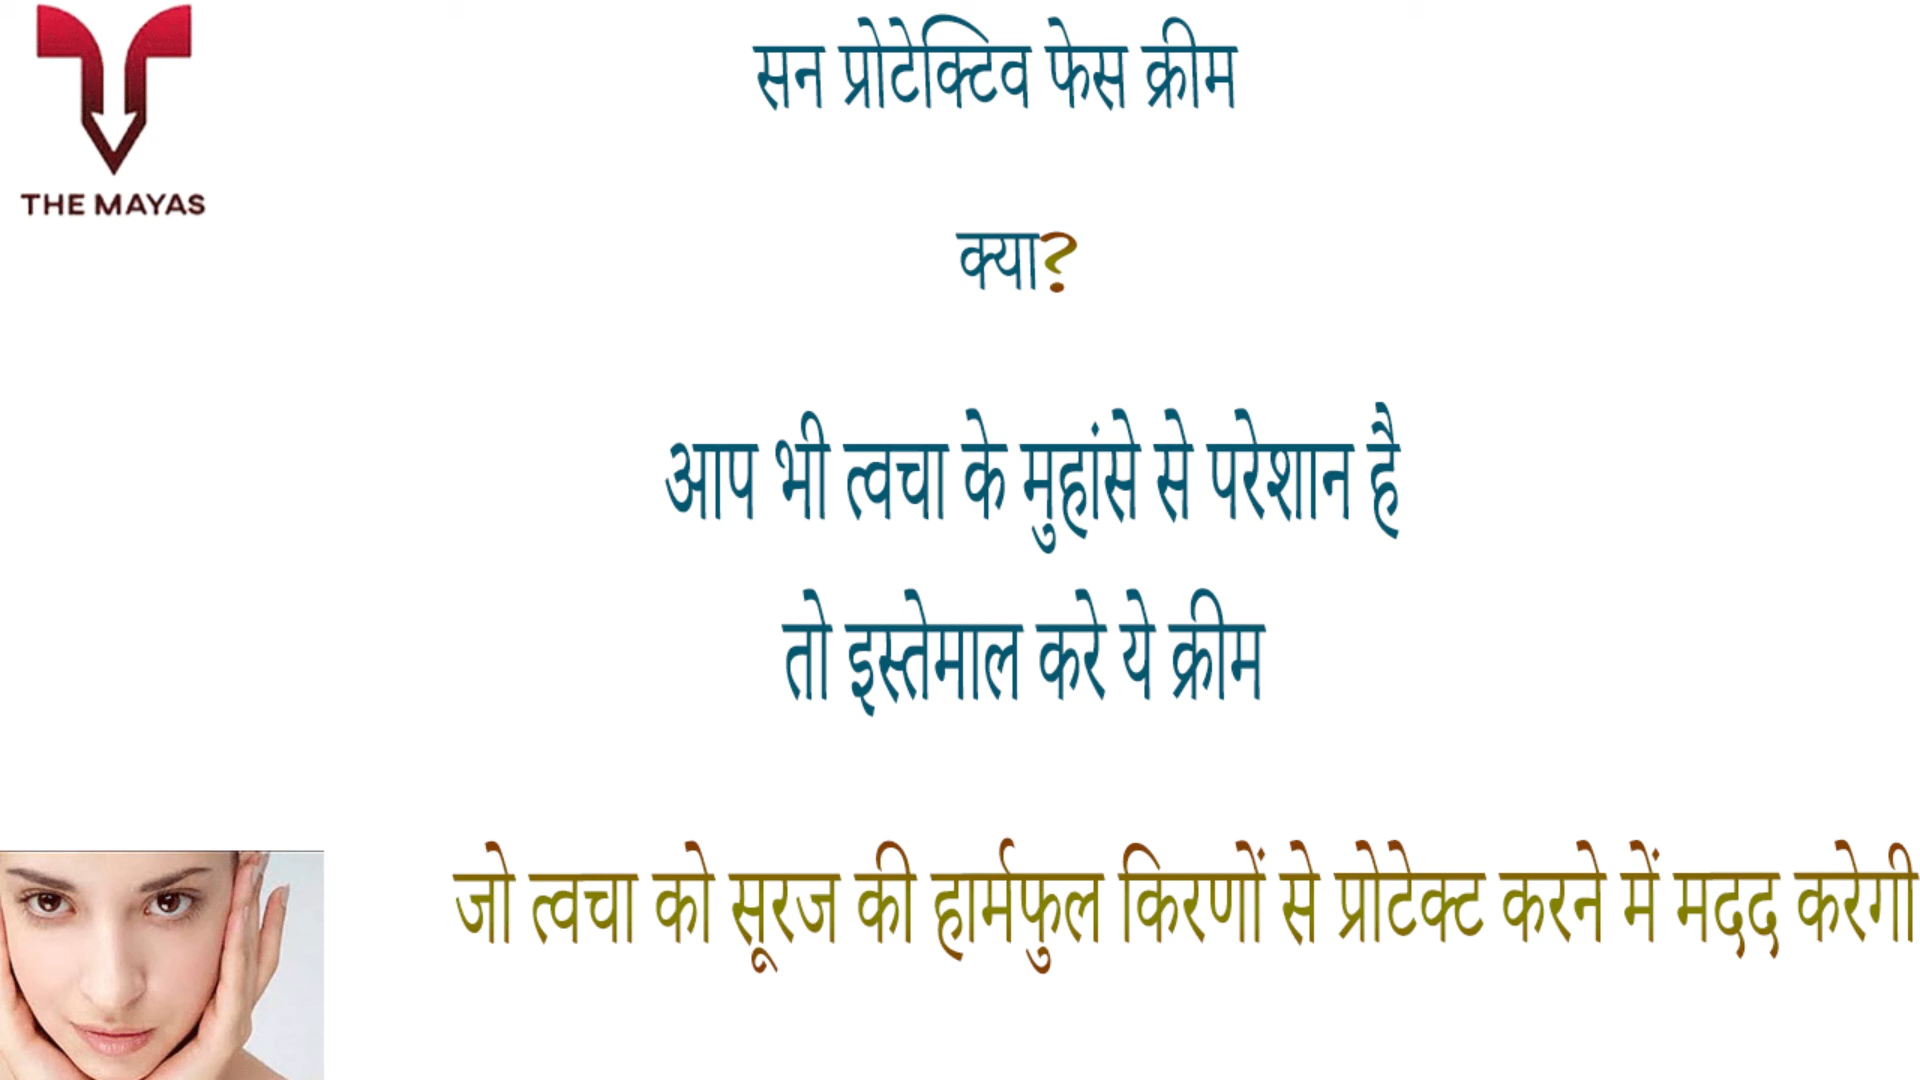 THE MAYAS
सन प्रोटेक्टिव फेस क्रीम
क्या?
आप भी त्वचा के मुहांसे से परेशान है
तो इस्तेमाल करे ये क्रीम
जो त्वचा को सूरज की हार्मफुल किरणों से प्रोटेक्ट करने में मदद करेगी